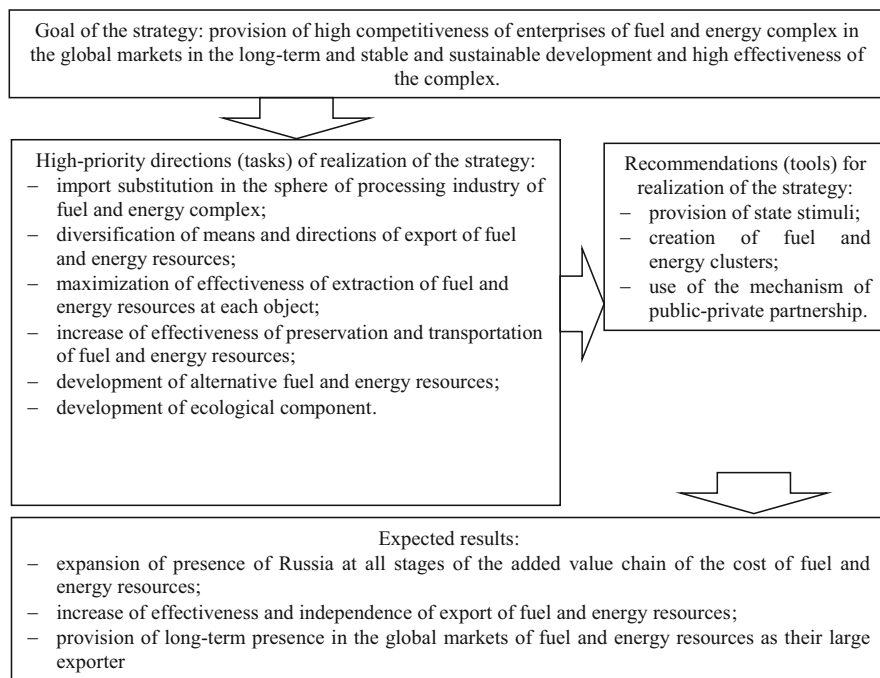 Goal of the strategy: provision of high competitiveness of enterprises of fuel and energy complex in
the global markets in the long-term and stable and sustainable development and high effectiveness of
the complex.
High-priority directions (tasks) of realization of the strategy:
– import substitution in the sphere of processing industry of
fuel and energy complex;
– diversification of means and directions of export of fuel
and energy resources;
– maximization of effectiveness of extraction of fuel and
energy resources at each object;
– increase of effectiveness of preservation and transportation
of fuel and energy resources;
– development of alternative fuel and energy resources;
– development of ecological component.
Recommendations (tools) for
realization of the strategy:
– provision of state stimuli;
– creation of fuel and
energy clusters;
– use of the mechanism of
public-private partnership.
Expected results:
– expansion of presence of Russia at all stages of the added value chain of the cost of fuel and
energy resources;
– increase of effectiveness and independence of export of fuel and energy resources;
– provision of long-term presence in the global markets of fuel and energy resources as their large
exporter